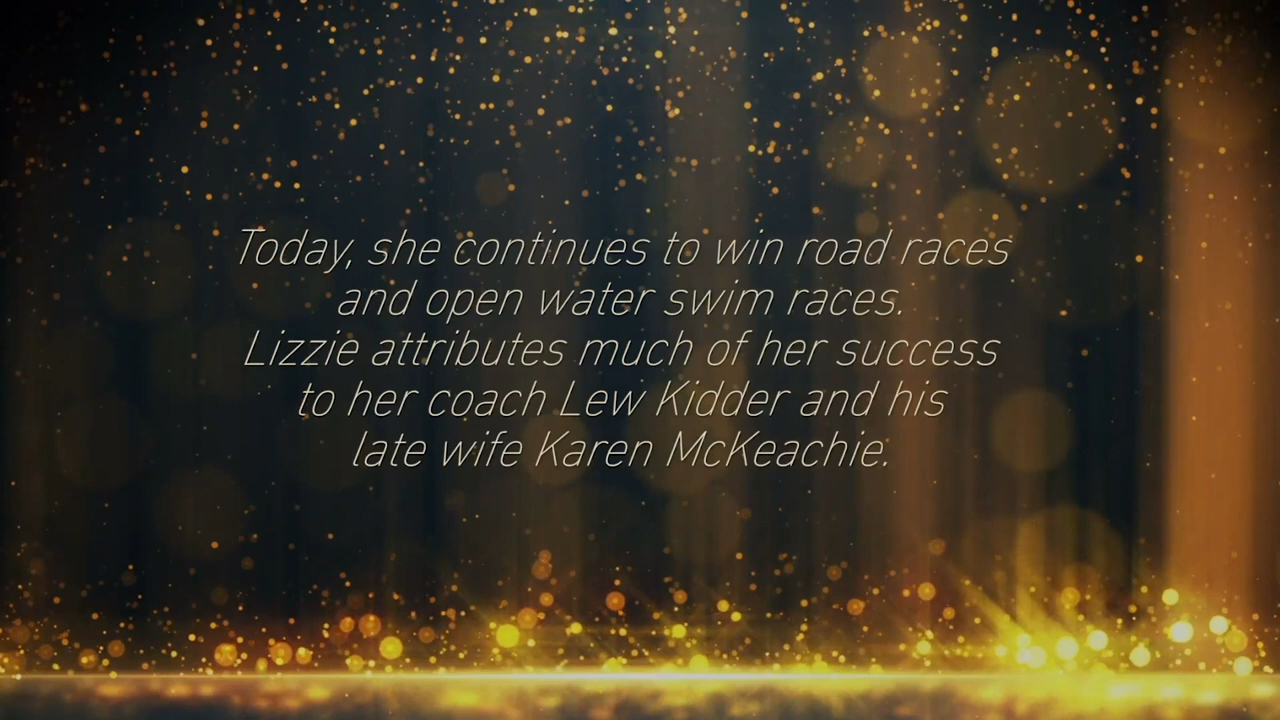 Today, she continues to win road races
and open water swim races.
Lizzie attributes much of her success
to her coach Lew Kidder and his
late wife Karen McKeachie.